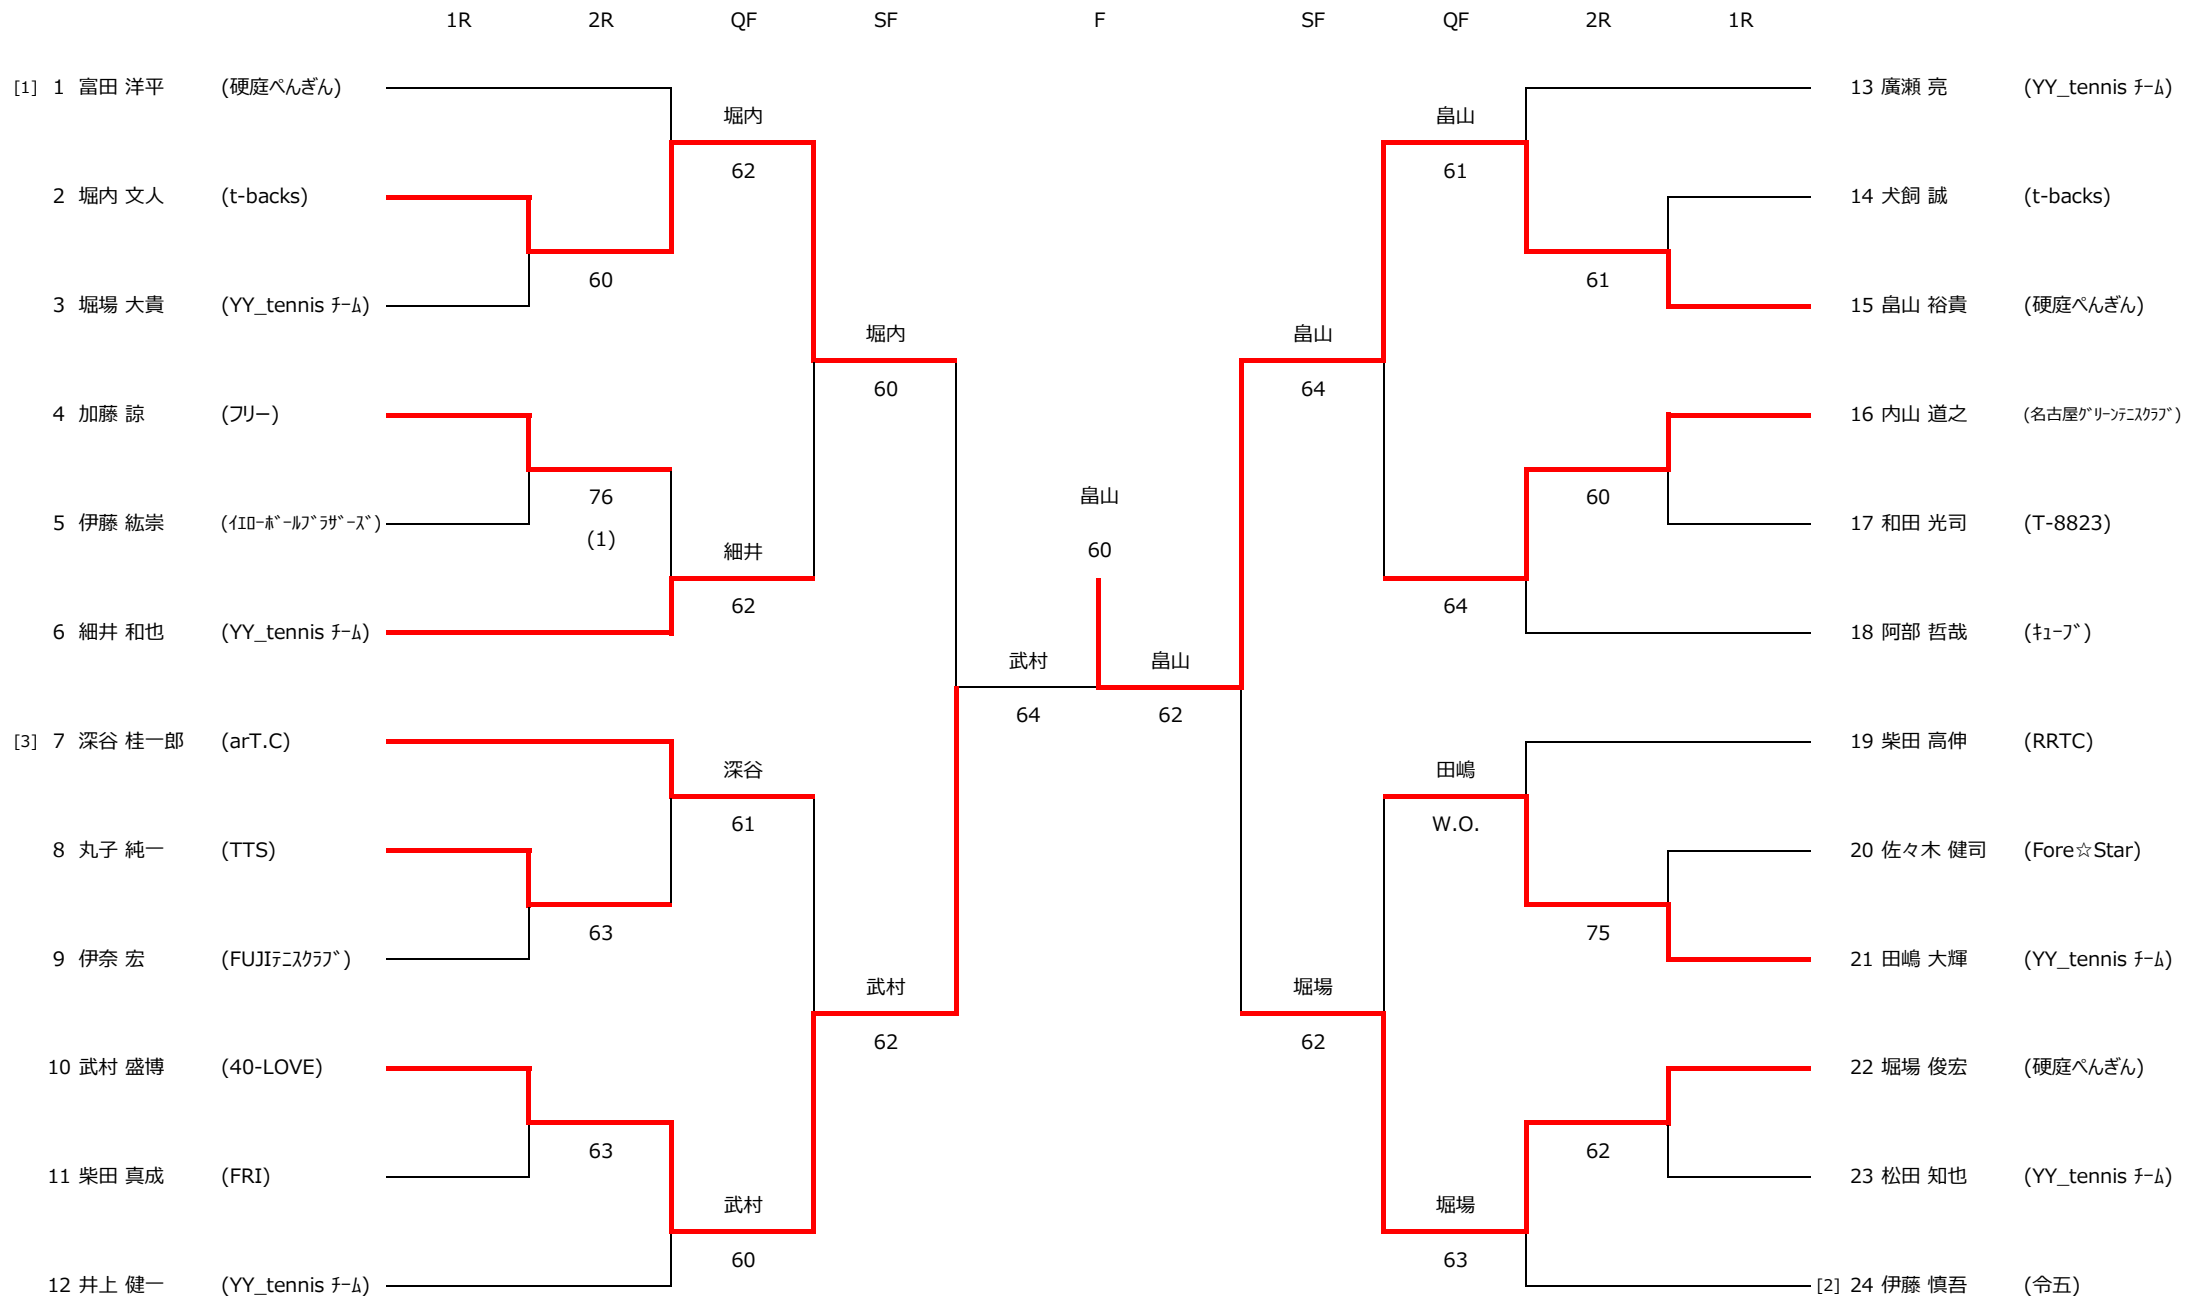 1R 2R QF SF F SF QF 2R 1R
[1] 1 富田 洋平 (硬庭ぺんぎん) 13 廣瀬 亮 (YY_tennis ﾁｰﾑ)
堀内 畠山
62 61
2 堀内 文人 (t-backs) 14 犬飼 誠 (t-backs)
60 61
3 堀場 大貴 (YY_tennis ﾁｰﾑ) 15 畠山 裕貴 (硬庭ぺんぎん)
堀内 畠山
60 64
4 加藤 諒 (フリー) 16 内山 道之 (名古屋ｸﾞﾘｰﾝﾃﾆｽｸﾗﾌﾞ)
76 畠山 60
5 伊藤 紘崇 (ｲｴﾛｰﾎﾞｰﾙﾌﾞﾗｻﾞｰｽﾞ) 17 和田 光司 (T-8823)
(1)
細井 60
62 64
6 細井 和也 (YY_tennis ﾁｰﾑ) 18 阿部 哲哉 (ｷｭｰﾌﾞ)
武村 畠山
64 62
[3] 7 深谷 桂一郎 (arT.C) 19 柴田 高伸 (RRTC)
深谷 田嶋
61 W.O.
8 丸子 純一 (TTS) 20 佐々木 健司 (Fore☆Star)
63 75
9 伊奈 宏 (FUJIﾃﾆｽｸﾗﾌﾞ) 21 田嶋 大輝 (YY_tennis ﾁｰﾑ)
武村 堀場
62 62
10 武村 盛博 (40-LOVE) 22 堀場 俊宏 (硬庭ぺんぎん)
63 62
11 柴田 真成 (FRI) 23 松田 知也 (YY_tennis ﾁｰﾑ)
武村 堀場
60 63
12 井上 健一 (YY_tennis ﾁｰﾑ) [2] 24 伊藤 慎吾 (令五)